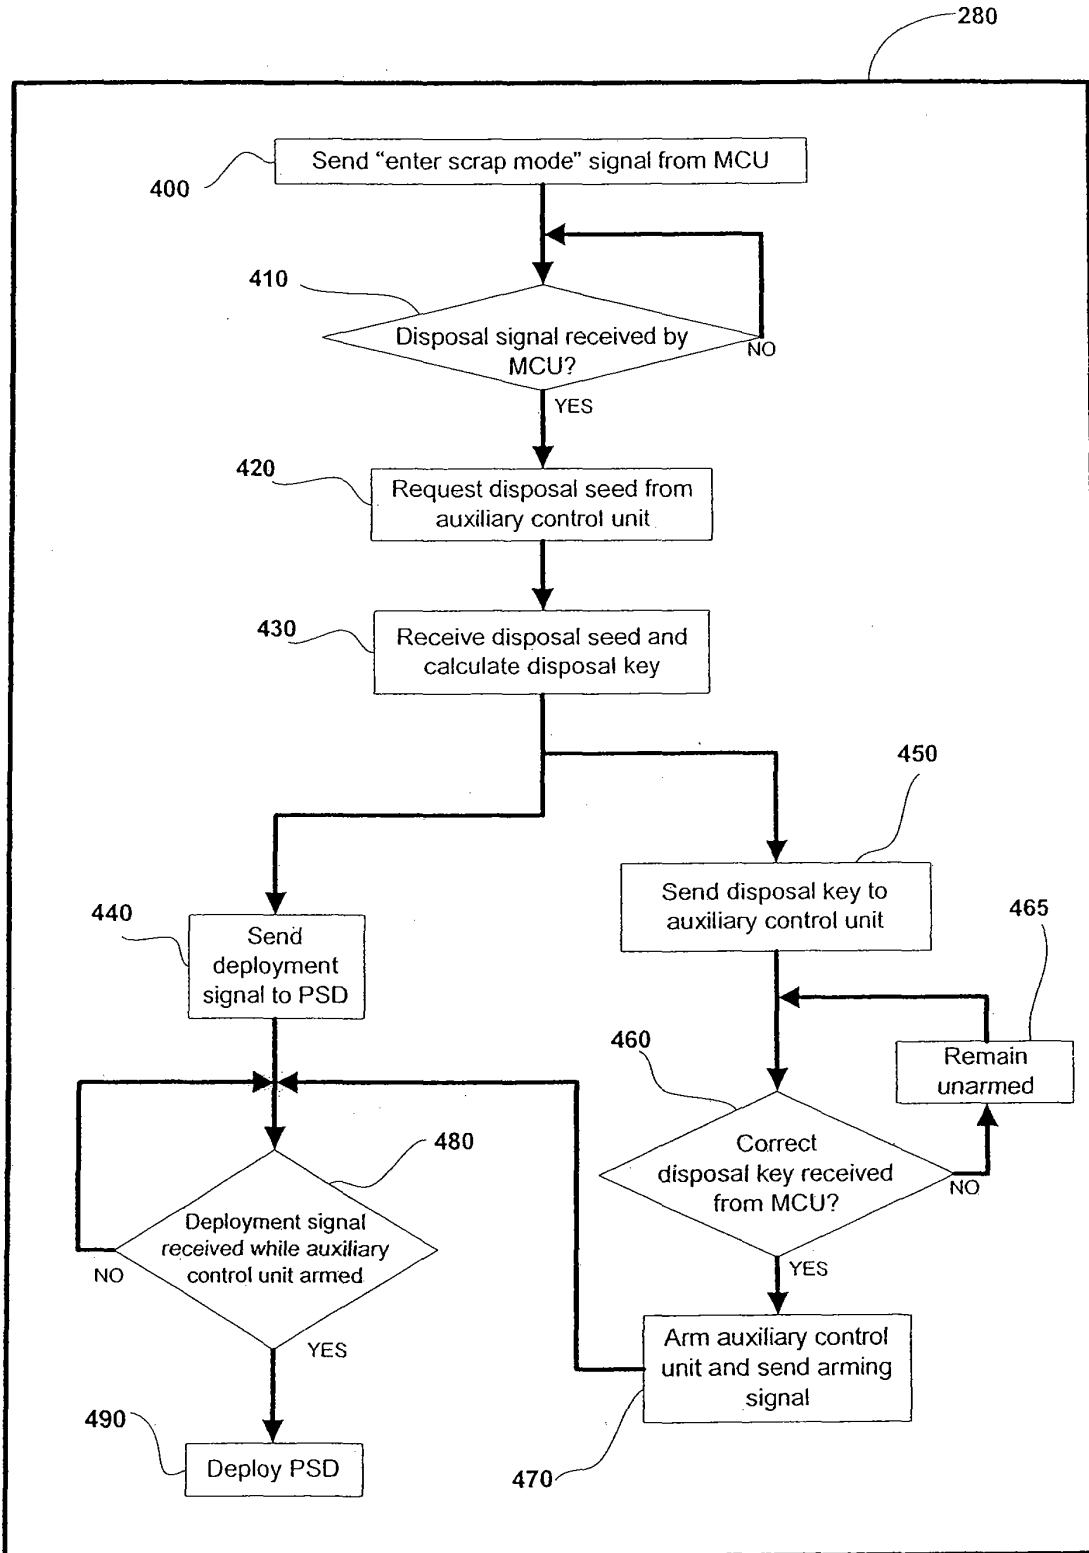 280
Send "enter scrap mode" signal from MCU
400
410
Disposal signal received by
MCU?
NO
YES
420
Request disposal seed from
auxiliary control unit
430
Receive disposal seed and
calculate disposal key
450
Send disposal key to
auxiliary control unit
440
Send
deployment
signal to PSD
465
Remain
unarmed
460
Correct
disposal key received
from MCU?
NO
YES
480
Deployment signal
received while auxiliary
control unit armed
NO
YES
Arm auxiliary control
unit and send arming
signal
470
490
Deploy PSD